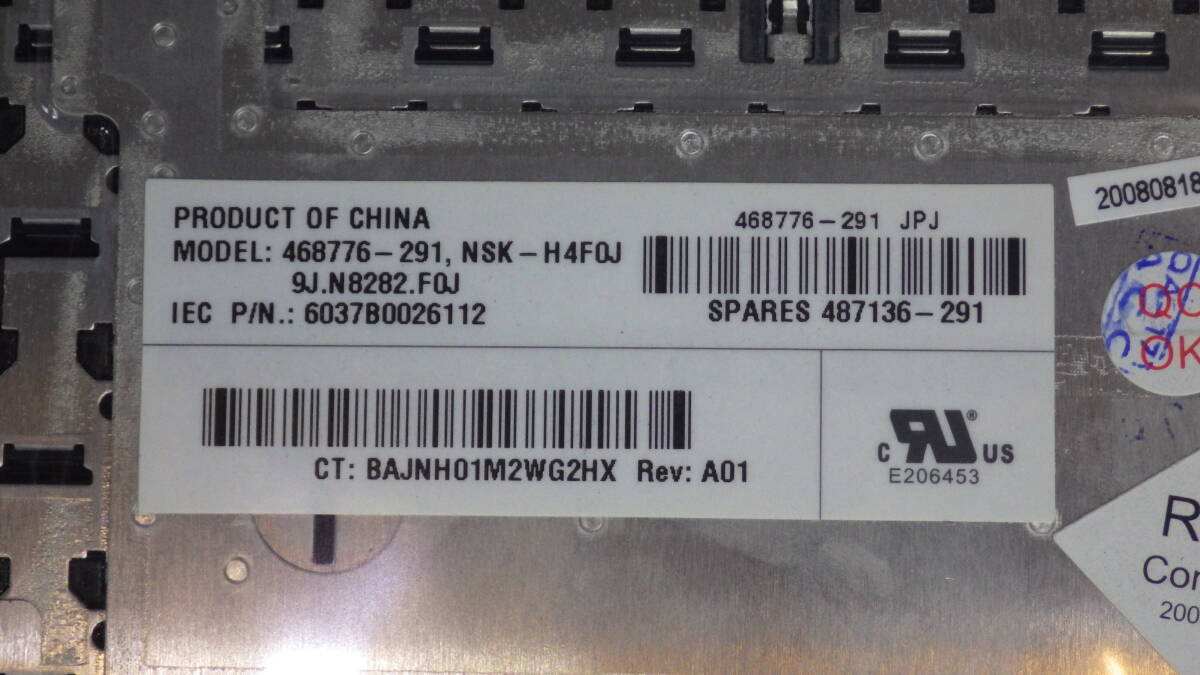 PRODUCT OF CHINA
MODEL: 468776-291, NSK-H4F0J
9J.N8282.F0J
IEC P/N.: 6037B0026112
468776-291 JPJ
SPARES 487136-291
CT: BAJNH01M2WG2HX Rev: A01
C US
E206453
20080818
OK